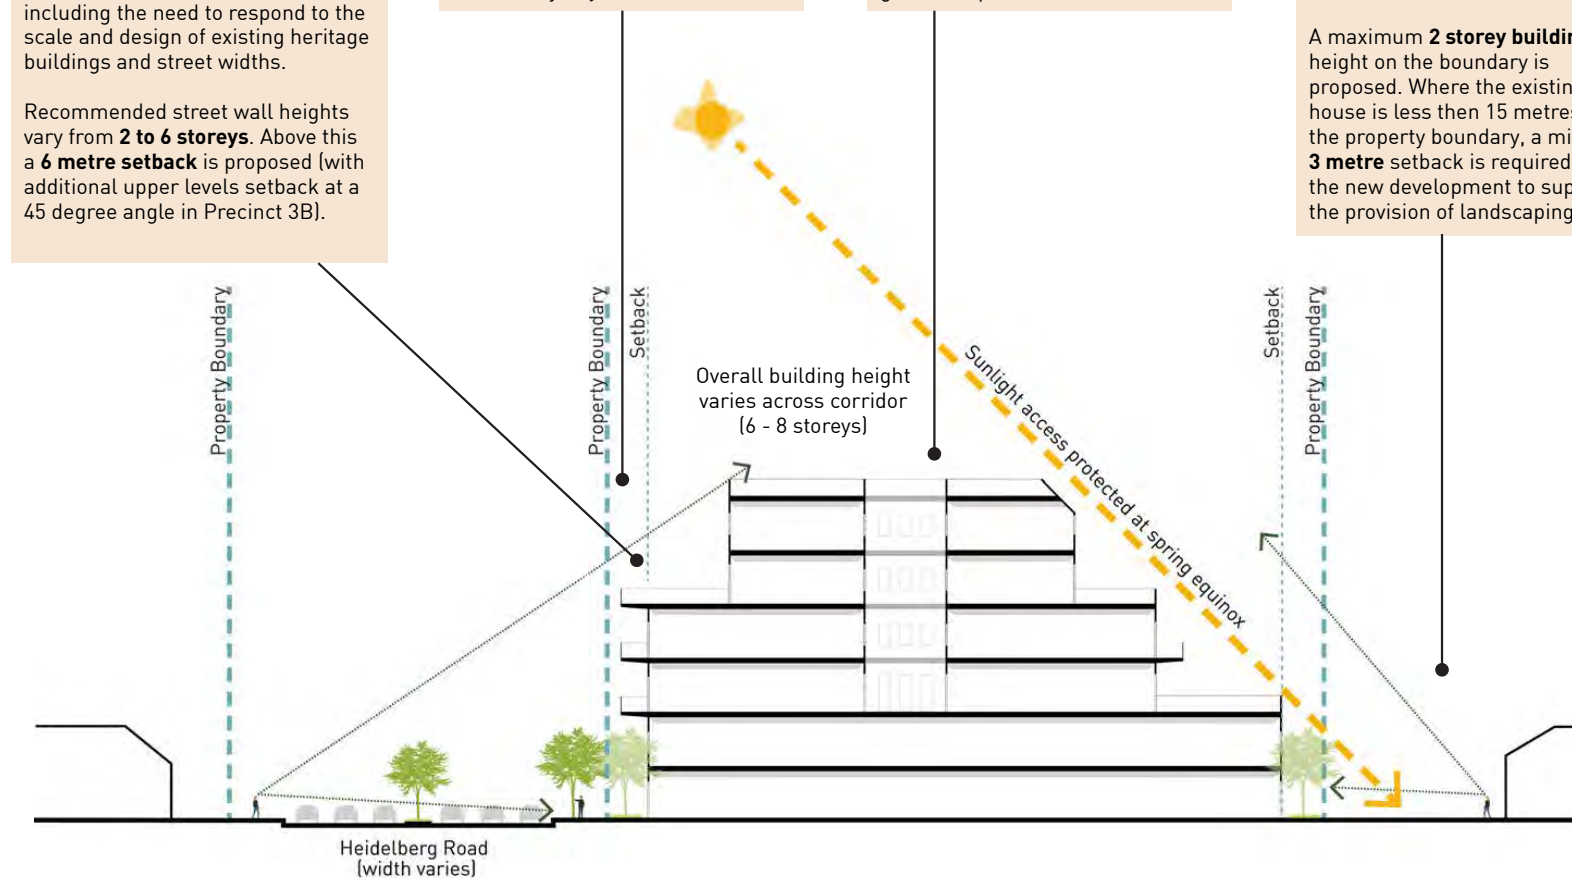 including the need to respond to the
scale and design of existing heritage
buildings and street widths.
Recommended street wall heights
vary from 2 to 6 storeys. Above this
a 6 metre setback is proposed (with
additional upper levels setback at a
45 degree angle in Precinct 3B).
A maximum 2 storey buildin
height on the boundary is
proposed. Where the existin
house is less then 15 metres
the property boundary, a mi
3 metre setback is required
the new development to sup
the provision of landscaping
Property Boundary
Property Boundary
Setback
Overall building height
varies across corridor
(6 - 8 storeys)
Sunlight access protected at spring equinox
Setback
Property Boundary
Heidelberg Road
(width varies)